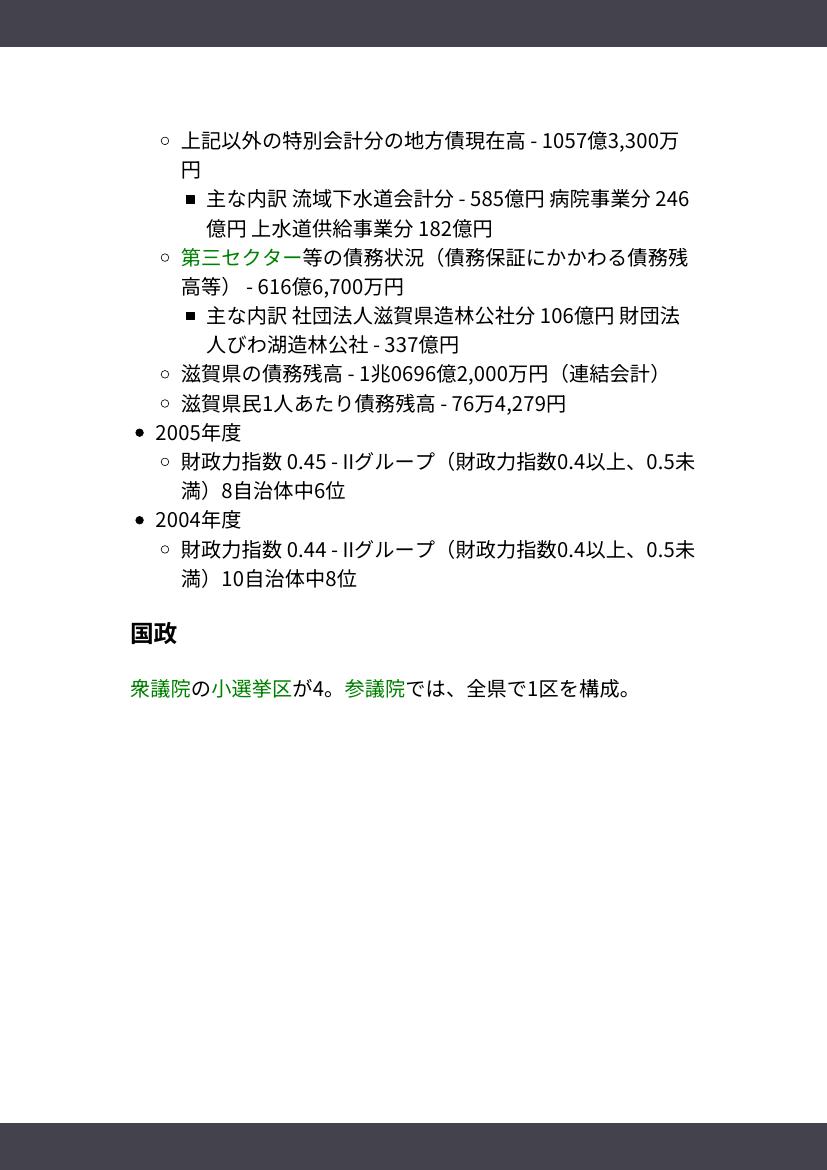 上記以外の特別会計分の地方債現在高 - 1057億3,300万
円
主な内訳 流域下水道会計分 - 585億円 病院事業分 246
億円 上水道供給事業分 182億円
第三セクター等の債務状況（債務保証にかかわる債務残
高等） - 616億6,700万円
主な内訳 社団法人滋賀県造林公社分 106億円 財団法
人びわ湖造林公社 - 337億円
滋賀県の債務残高 - 1兆0696億2,000万円（連結会計）
滋賀県民1人あたり債務残高 - 76万4,279円
2005年度
財政力指数 0.45 - IIグループ（財政力指数0.4以上、0.5未
満）8自治体中6位
2004年度
財政力指数 0.44 - IIグループ（財政力指数0.4以上、0.5未
満）10自治体中8位
国政
衆議院の小選挙区が4。参議院では、全県で1区を構成。